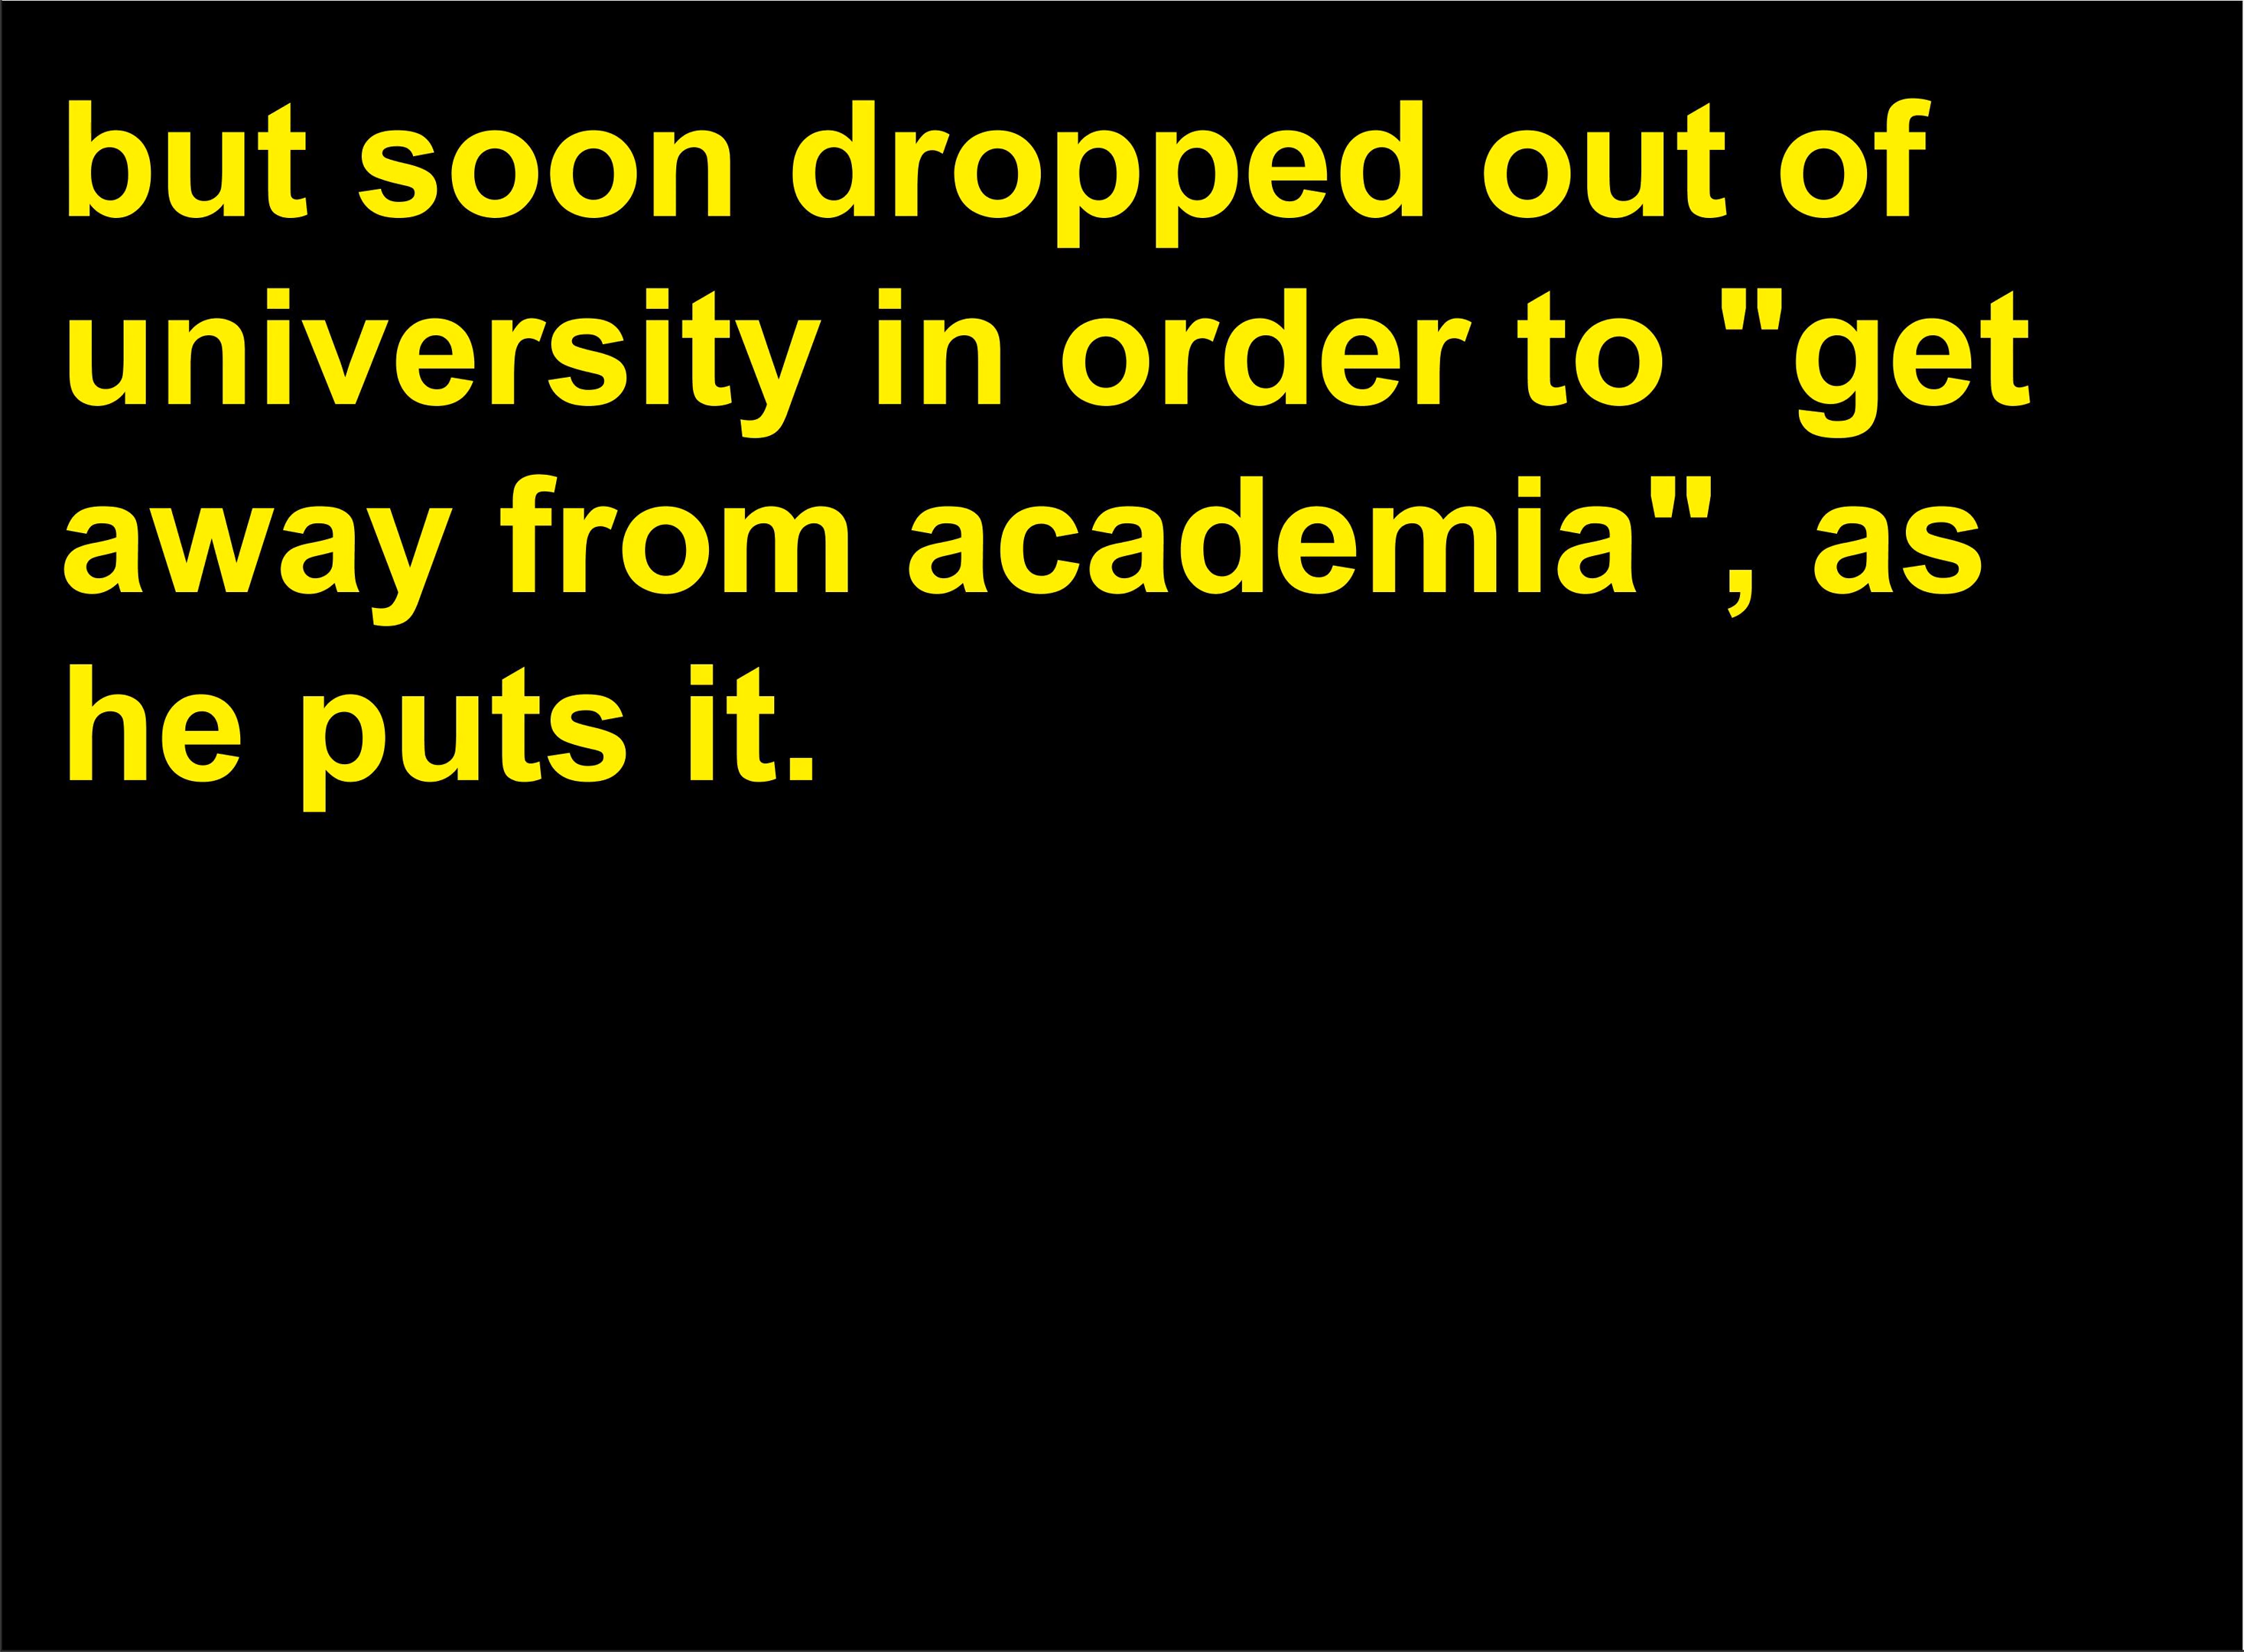 but soon dropped out of
university in order to "get
away from academia", as
he puts it.